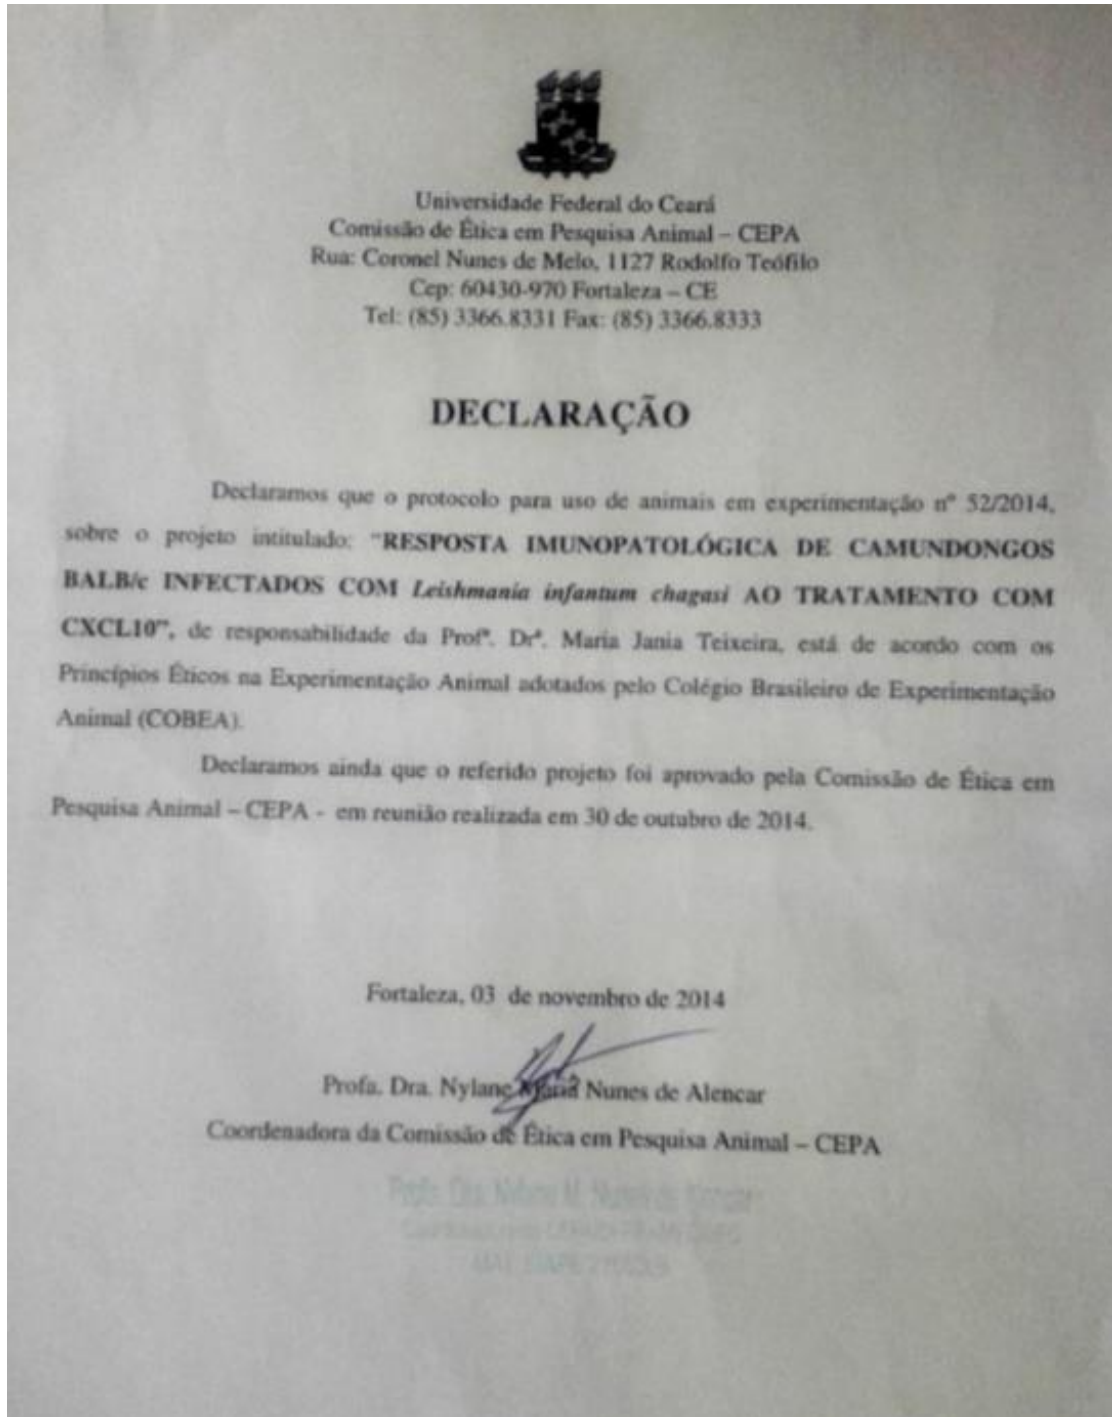 Universidade Federal do Ceará
Comissão de Ética em Pesquisa Animal – CEPA
Rua: Coronel Nunes de Melo, 1127 Rodolfo Teófilo
Cep: 60430-970 Fortaleza – CE
Tel: (85) 3366.8331 Fax: (85) 3366.8333
DECLARAÇÃO
Declaramos que o protocolo para uso de animais em experimentação nº 52/2014,
sobre o projeto intitulado: "RESPOSTA IMUNOPATOLÓGICA DE CAMUNDONGOS
BALB/c INFECTADOS COM Leishmania infantum chagasi AO TRATAMENTO COM
CXCL10", de responsabilidade da Profª. Drª. Maria Jania Teixeira, está de acordo com os
Princípios Éticos na Experimentação Animal adotados pelo Colégio Brasileiro de Experimentação
Animal (COBEA).
Declaramos ainda que o referido projeto foi aprovado pela Comissão de Ética em
Pesquisa Animal – CEPA - em reunião realizada em 30 de outubro de 2014.
Fortaleza, 03 de novembro de 2014
Profa. Dra. Nylane Maria Nunes de Alencar
Coordenadora da Comissão de Ética em Pesquisa Animal – CEPA
Profa. Dra. Nylane M. Nunes de Alencar